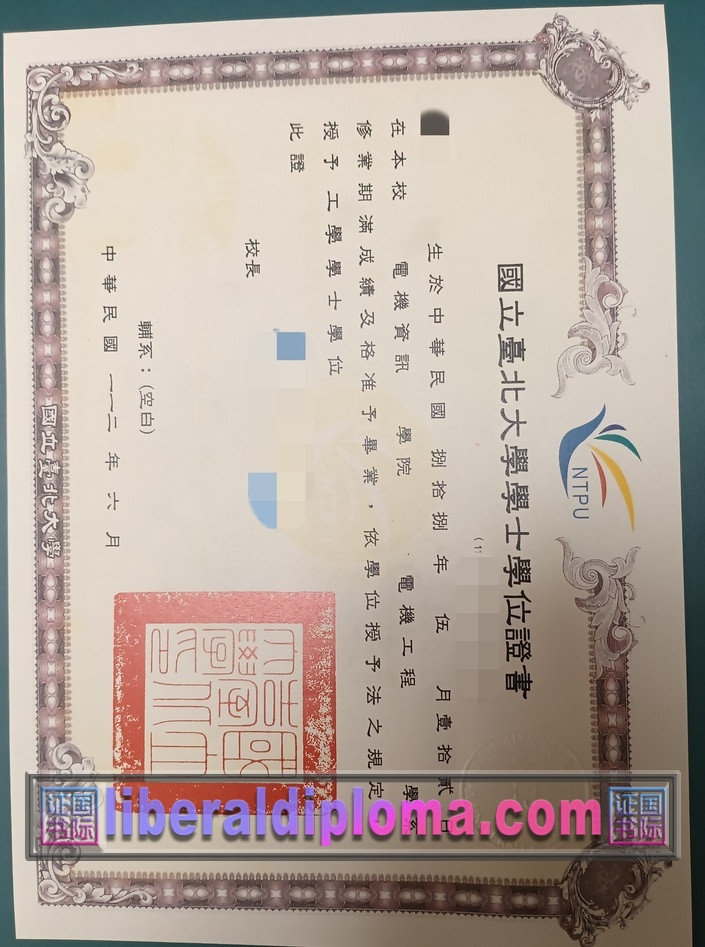 NTPU
國立臺北大學學士學位證書
(11
生於中華民國捌拾捌年伍月壹拾貳日
在本校 電機資訊 學院 電機工程 學系
修業期滿成績及格准予畢業，依學位授予法之規定
授予工學學士學位
此證
校長
輔系：(空白)
中華民國一一三年六月
國立臺北大學
liberaldiploma.com